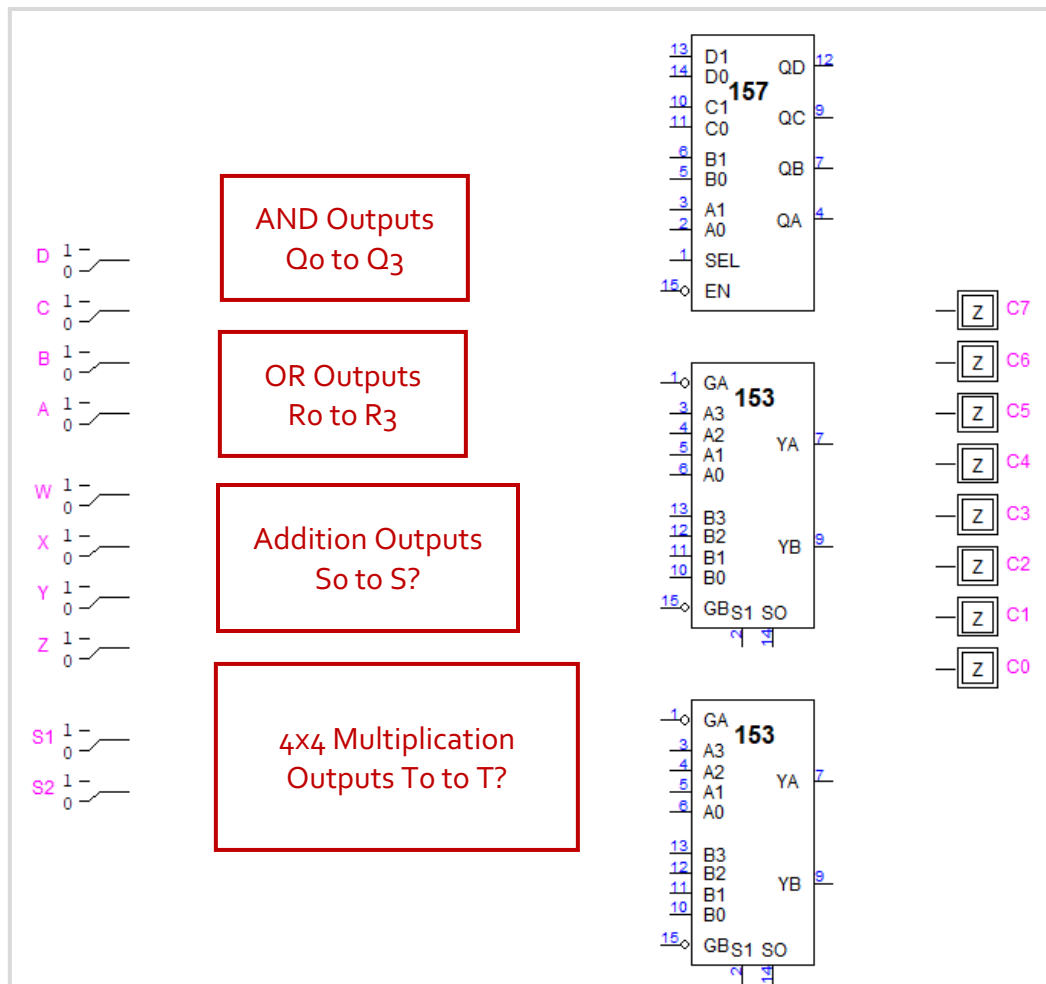 D 1
0
C 1
0
B 1
0
A 1
0
W 1
0
X 1
0
Y 1
0
Z 1
0
S1 1
0
S2 1
0
AND Outputs
Q0 to Q3
OR Outputs
R0 to R3
Addition Outputs
S0 to S?
4x4 Multiplication
Outputs T0 to T?
157
13 D1 QD 12
14 D0
10 C1 QC 9
11 C0
6 B1 QB 7
5 B0
3 A1 QA 4
2 A0
1 SEL
15 EN
153
1 GA
3 A3
4 A2 YA 7
5 A1
6 A0
13 B3
12 B2 YB 9
11 B1
10 B0
15 GB S1 SO
2 14
153
1 GA
3 A3
4 A2 YA 7
5 A1
6 A0
13 B3
12 B2 YB 9
11 B1
10 B0
15 GB S1 SO
2 14
Z C7
Z C6
Z C5
Z C4
Z C3
Z C2
Z C1
Z C0